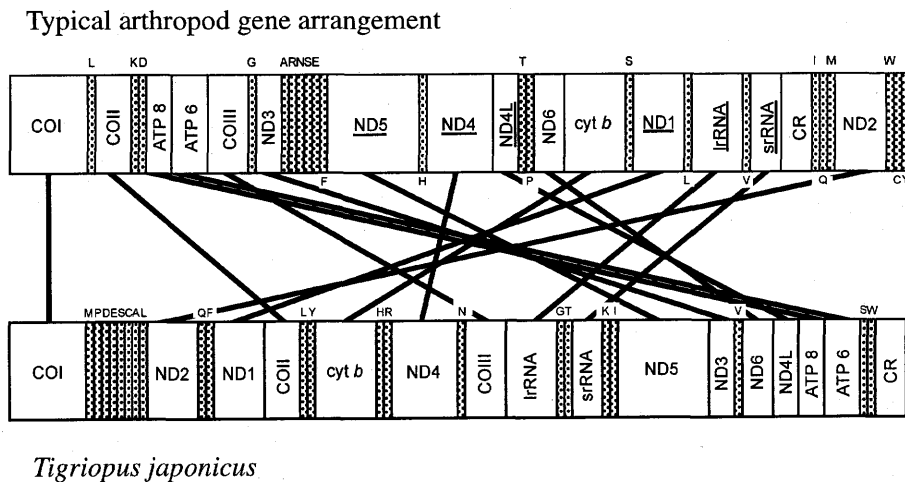 Typical arthropod gene arrangement
L KD G ARNSE T S I M W
COI COII ATP 8 ATP 6 COIII ND3 ND5 ND4 ND4L ND6 cyt b ND1 lrRNA srRNA CR ND2
F H P L V Q CY
MPDESCAL QF LY HR N GT K I V SW
COI ND2 ND1 COII cyt b ND4 COIII lrRNA srRNA ND5 ND3 ND6 ND4L ATP 8 ATP 6 CR
Tigriopus japonicus